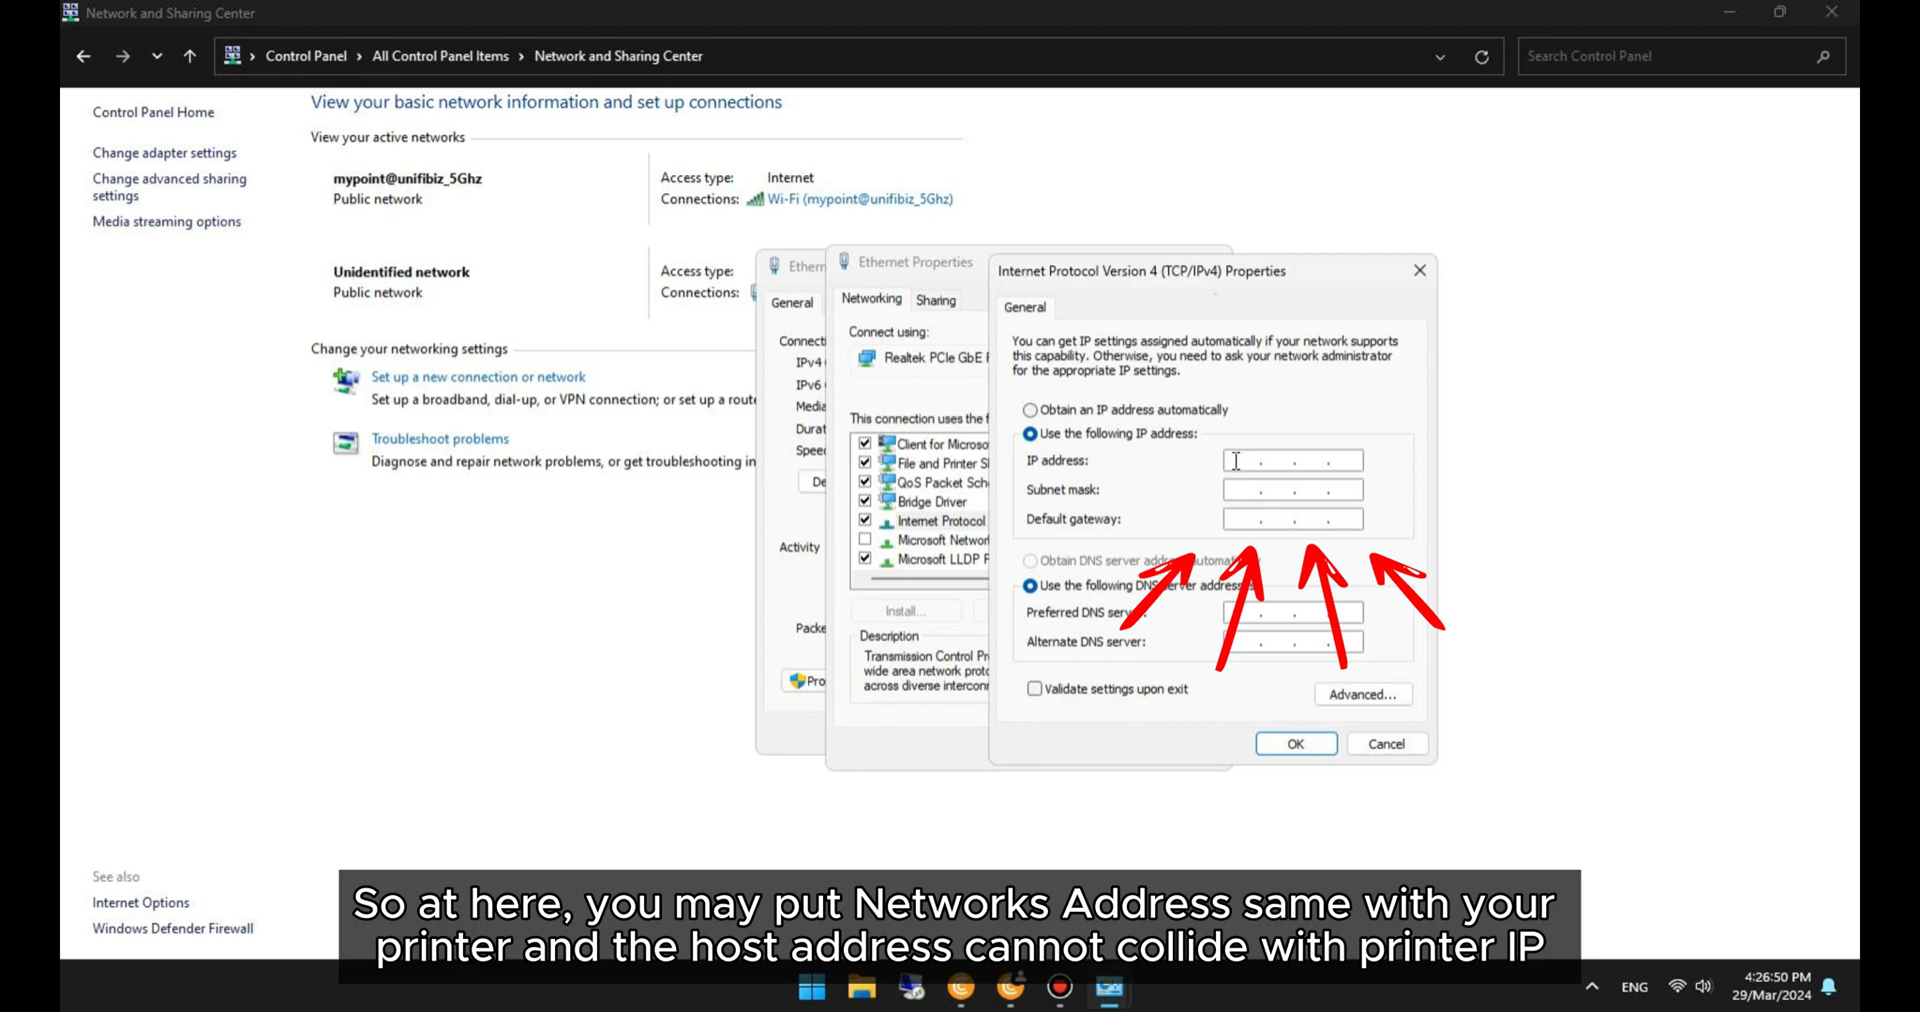 Network and Sharing Center
Control Panel › All Control Panel Items › Network and Sharing Center
Search Control Panel
Control Panel Home
Change adapter settings
Change advanced sharing
settings
Media streaming options
View your basic network information and set up connections
View your active networks
mypoint@unifibiz_5Ghz
Public network
Access type: Internet
Connections: Wi-Fi (mypoint@unifibiz_5Ghz)
Unidentified network
Public network
Access type:
Connections:
Change your networking settings
Set up a new connection or network
Set up a broadband, dial-up, or VPN connection; or set up a
Troubleshoot problems
Diagnose and repair network problems, or get troubleshooting in
General
IPv4
IPv6
Activity
Ethernet Properties
Networking
Sharing
Connect using:
Realtek PCIe GbE
This connection uses the
Client for
File and Printer
QoS Packet
Bridge Driver
Internet Protocol
Microsoft
Microsoft LLDP
Install...
Description
Transmission Control
wide area network
across diverse
Internet Protocol Version 4 (TCP/IPv4) Properties
General
You can get IP settings assigned automatically if your network supports
this capability. Otherwise, you need to ask your network administrator
for the appropriate IP settings.
Obtain an IP address automatically
Use the following IP address:
IP address:
Subnet mask:
Default gateway:
Obtain DNS server
Use the following DNS server
Preferred DNS
Alternate DNS server:
Validate settings upon exit
Advanced...
OK
Cancel
See also
Internet Options
Windows Defender Firewall
So at here, you may put Networks Address same with your
printer and the host address cannot collide with printer IP
ENG
4:26:50 PM
29/Mar/2024